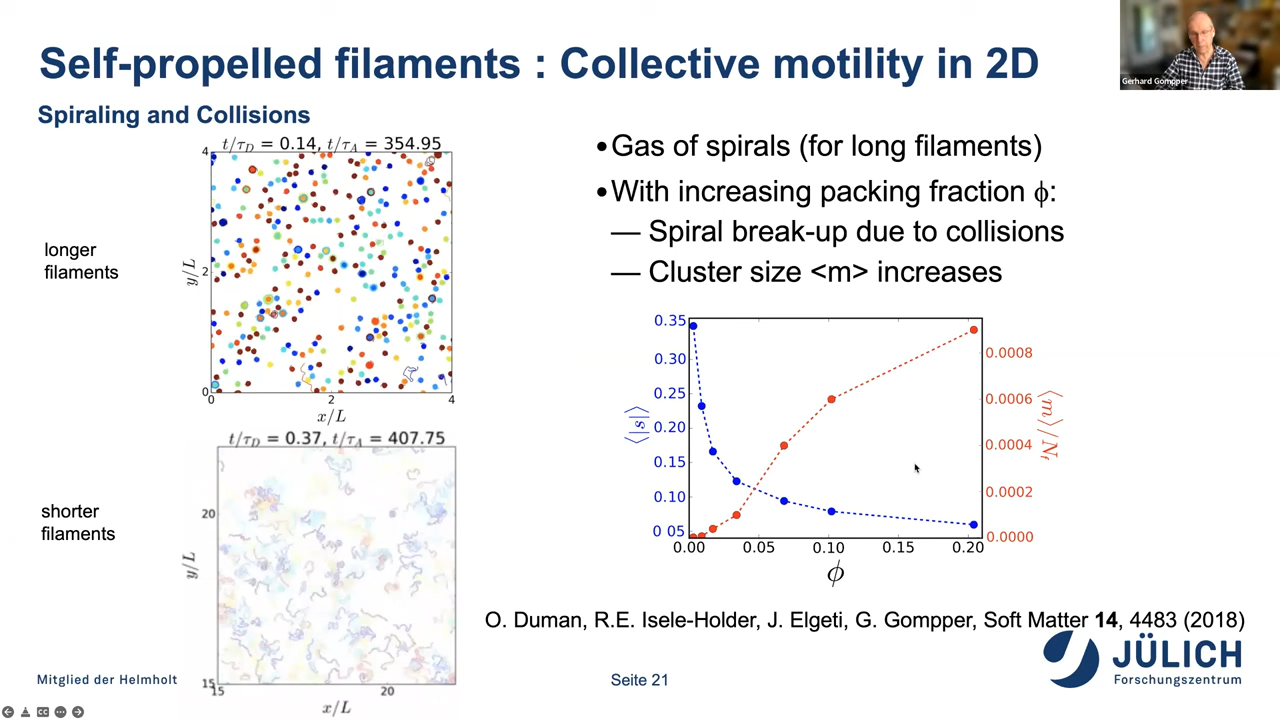 Self-propelled filaments : Collective motility in 2D
Gerhard Gompper
Spiraling and Collisions
t/τ_D = 0.14, t/τ_A = 354.95
4
2
0
y/L
0 2 4
x/L
longer
filaments
t/τ_D = 0.37, t/τ_A = 407.75
20
15
y/L
15 20
x/L
shorter
filaments
•Gas of spirals (for long filaments)
•With increasing packing fraction ϕ:
— Spiral break-up due to collisions
— Cluster size <m> increases
0.35
0.30
0.25
0.20
0.15
0.10
0 05
⟨|s|⟩
0.0008
0.0006
0.0004
0.0002
0.0000
⟨m⟩/N_f
0.00 0.05 0.10 0.15 0.20
ϕ
O. Duman, R.E. Isele-Holder, J. Elgeti, G. Gompper, Soft Matter 14, 4483 (2018)
JÜLICH
Forschungszentrum
Mitglied der Helmholt
Seite 21